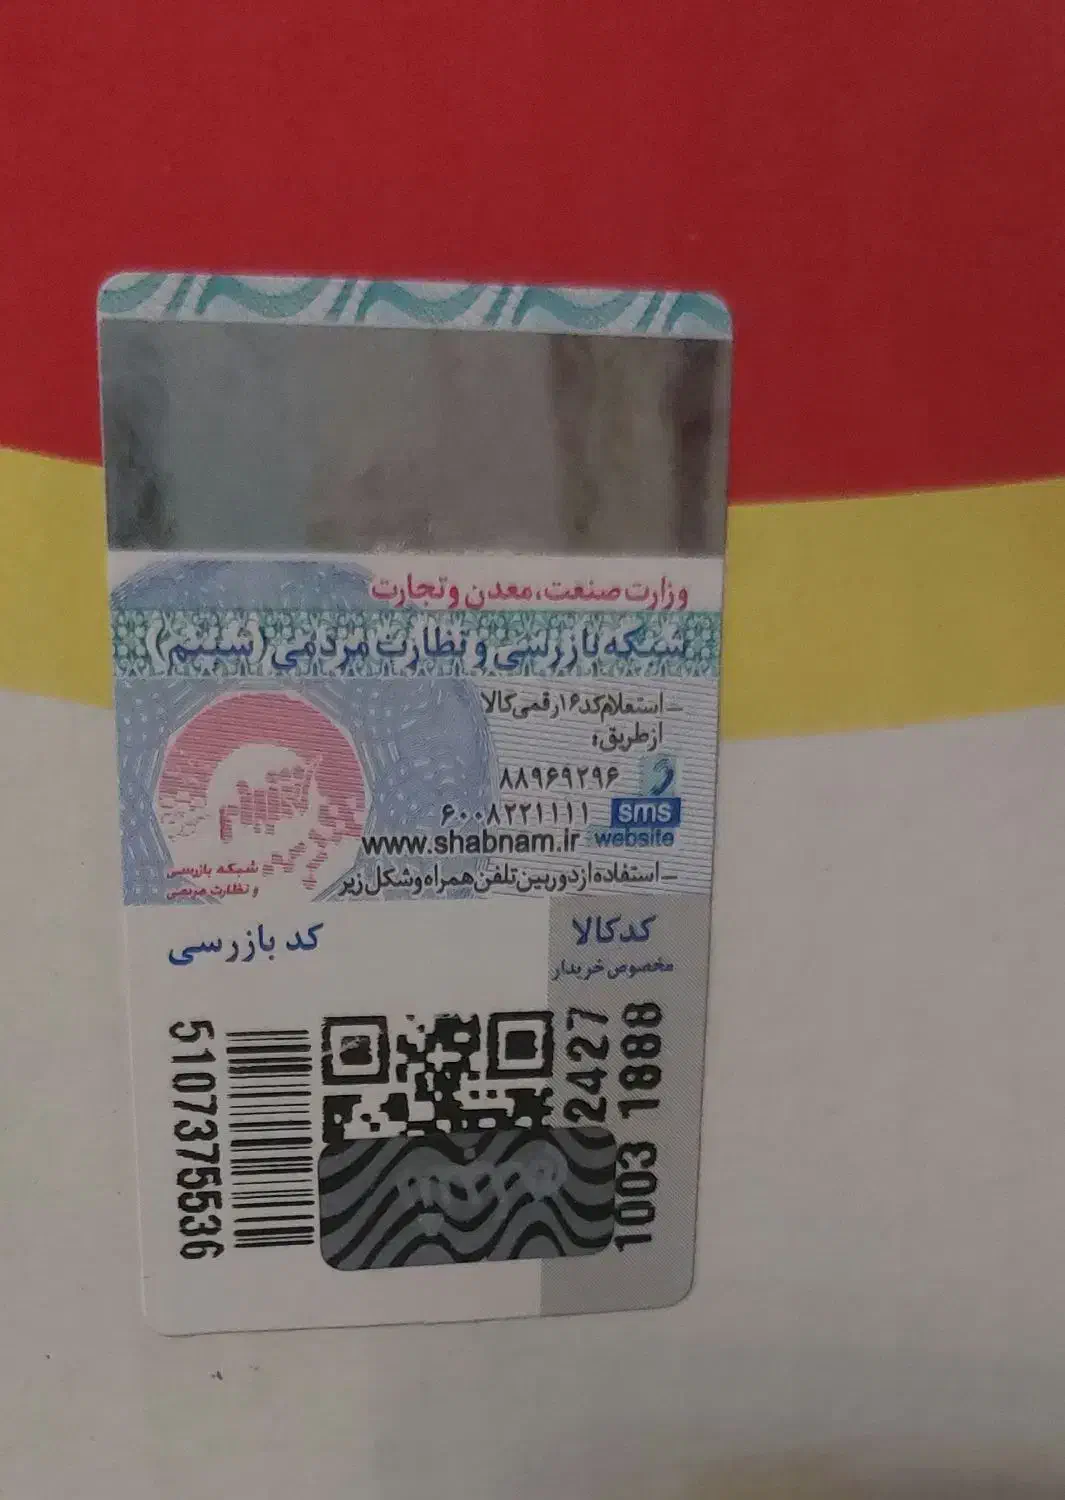 وزارت صنعت، معدن و تجارت
شبکه بازرسی و نظارت مردمی (شبنم)
- استعلام کد ۱۶ رقمی کالا
از طریق:
۸۸۹۶۹۲۹۶
۶۰۰۸۲۲۱۱۱۱ sms
www.shabnam.ir website
- استفاده از دوربین تلفن همراه و شکل زیر
شبکه بازرسی
و نظارت مردمی
کد کالا
مخصوص خریدار
2427
1003 1888
کد بازرسی
5107375536